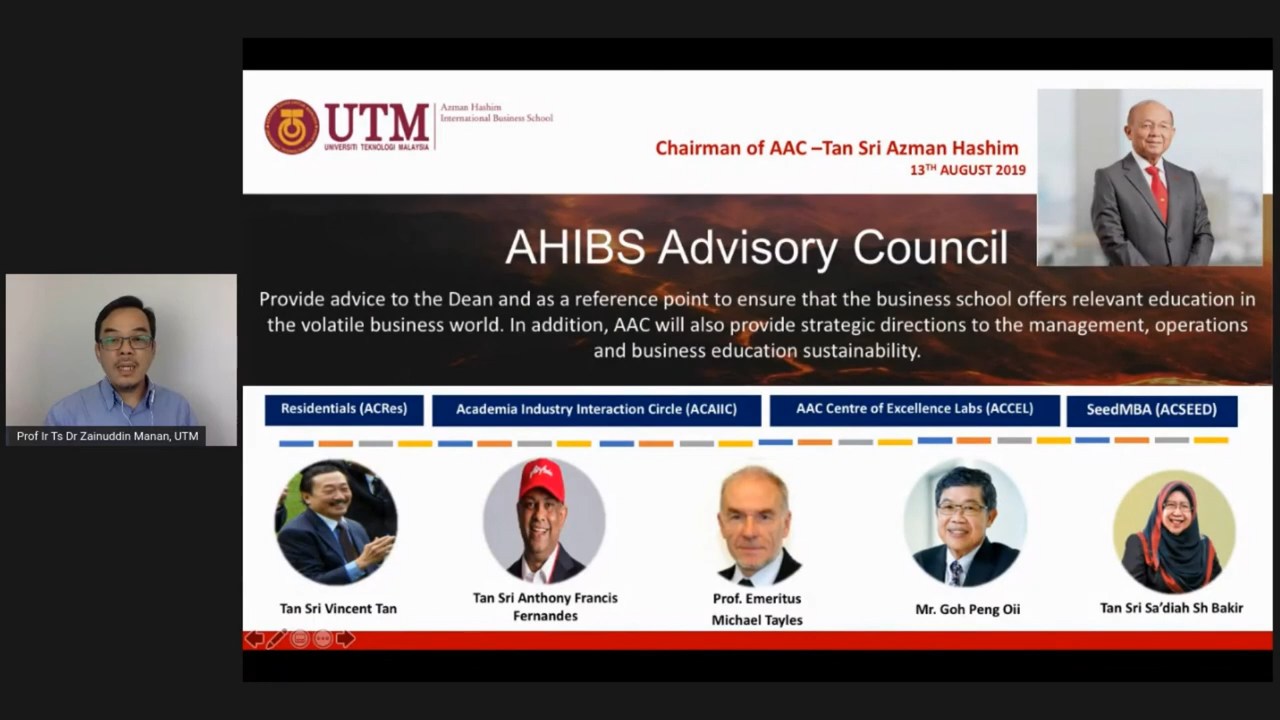 UTM
UNIVERSITI TEKNOLOGI MALAYSIA
Azman Hashim
International Business School
Chairman of AAC –Tan Sri Azman Hashim
13TH AUGUST 2019
AHIBS Advisory Council
Provide advice to the Dean and as a reference point to ensure that the business school offers relevant education in
the volatile business world. In addition, AAC will also provide strategic directions to the management, operations
and business education sustainability.
Prof Ir Ts Dr Zainuddin Manan, UTM
Residentials (ACRes)
Academia Industry Interaction Circle (ACAIIC)
AAC Centre of Excellence Labs (ACCEL)
SeedMBA (ACSEED)
Tan Sri Vincent Tan
Tan Sri Anthony Francis
Fernandes
Prof. Emeritus
Michael Tayles
Mr. Goh Peng Oii
Tan Sri Sa’diah Sh Bakir